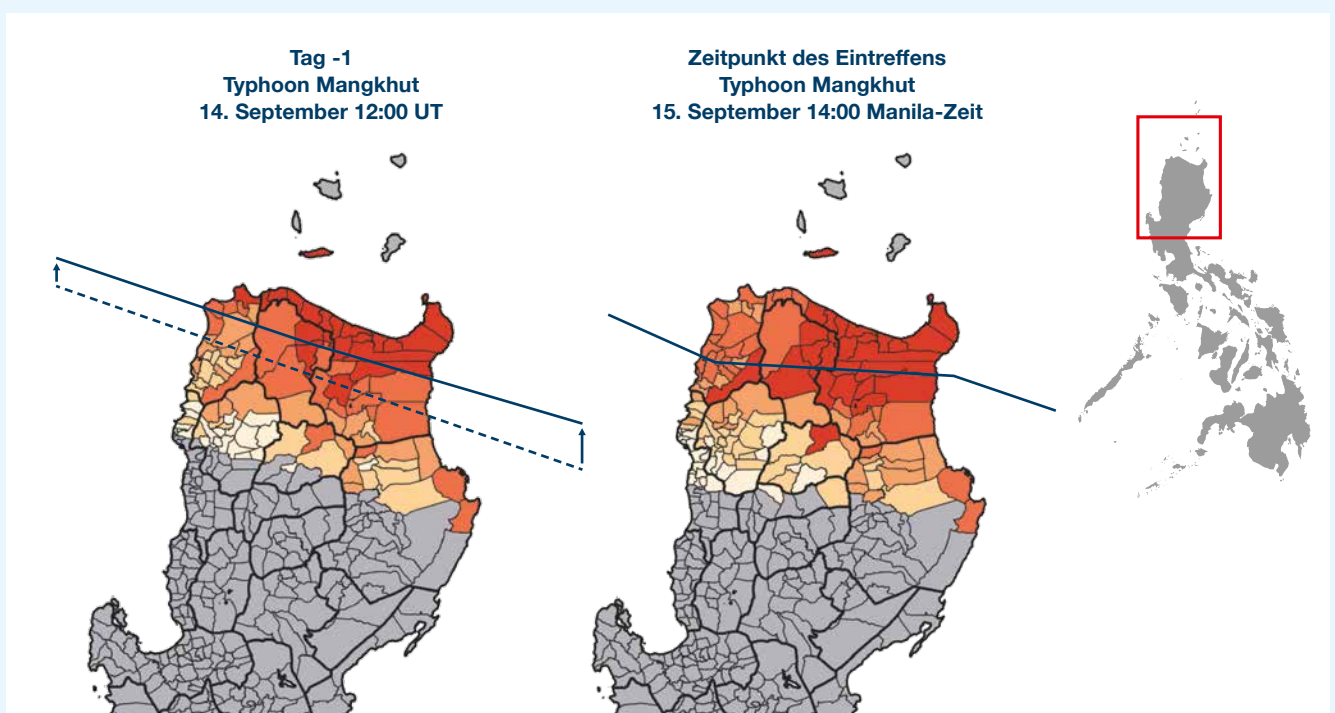 Tag -1
Typhoon Mangkhut
14. September 12:00 UT
Zeitpunkt des Eintreffens
Typhoon Mangkhut
15. September 14:00 Manila-Zeit